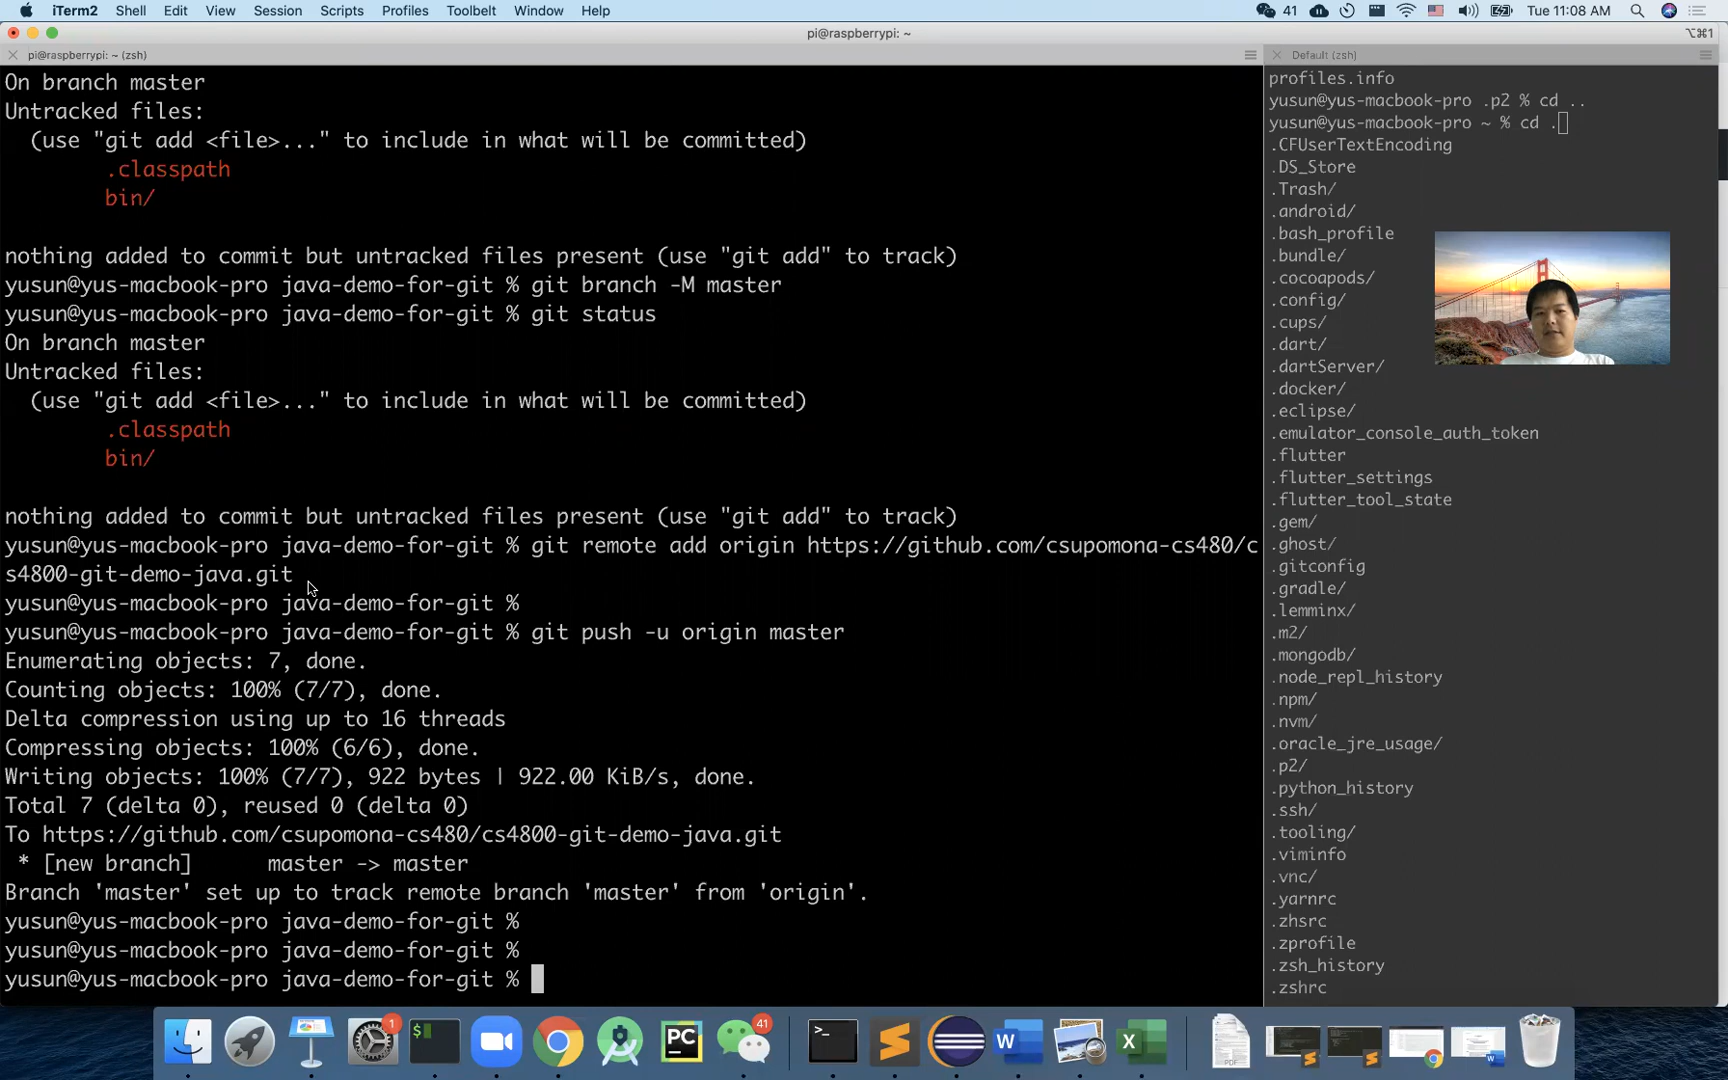 iTerm2 Shell Edit View Session Scripts Profiles Toolbelt Window Help 41 Tue 11:08 AM
pi@raspberrypi: ~ ⌥⌘1
pi@raspberrypi: ~ (zsh) Default (zsh)
On branch master
Untracked files:
(use "git add <file>..." to include in what will be committed)
.classpath
bin/
nothing added to commit but untracked files present (use "git add" to track)
yusun@yus-macbook-pro java-demo-for-git % git branch -M master
yusun@yus-macbook-pro java-demo-for-git % git status
On branch master
Untracked files:
(use "git add <file>..." to include in what will be committed)
.classpath
bin/
nothing added to commit but untracked files present (use "git add" to track)
yusun@yus-macbook-pro java-demo-for-git % git remote add origin https://github.com/csupomona-cs480/c
s4800-git-demo-java.git
yusun@yus-macbook-pro java-demo-for-git %
yusun@yus-macbook-pro java-demo-for-git % git push -u origin master
Enumerating objects: 7, done.
Counting objects: 100% (7/7), done.
Delta compression using up to 16 threads
Compressing objects: 100% (6/6), done.
Writing objects: 100% (7/7), 922 bytes | 922.00 KiB/s, done.
Total 7 (delta 0), reused 0 (delta 0)
To https://github.com/csupomona-cs480/cs4800-git-demo-java.git
* [new branch] master -> master
Branch 'master' set up to track remote branch 'master' from 'origin'.
yusun@yus-macbook-pro java-demo-for-git %
yusun@yus-macbook-pro java-demo-for-git %
yusun@yus-macbook-pro java-demo-for-git %
profiles.info
yusun@yus-macbook-pro .p2 % cd ..
yusun@yus-macbook-pro ~ % cd .
.CFUserTextEncoding
.DS_Store
.Trash/
.android/
.bash_profile
.bundle/
.cocoapods/
.config/
.cups/
.dart/
.dartServer/
.docker/
.eclipse/
.emulator_console_auth_token
.flutter
.flutter_settings
.flutter_tool_state
.gem/
.ghost/
.gitconfig
.gradle/
.lemminx/
.m2/
.mongodb/
.node_repl_history
.npm/
.nvm/
.oracle_jre_usage/
.p2/
.python_history
.ssh/
.tooling/
.viminfo
.vnc/
.yarnrc
.zhsrc
.zprofile
.zsh_history
.zshrc
1 $ PC 41 >_ S W X PDF